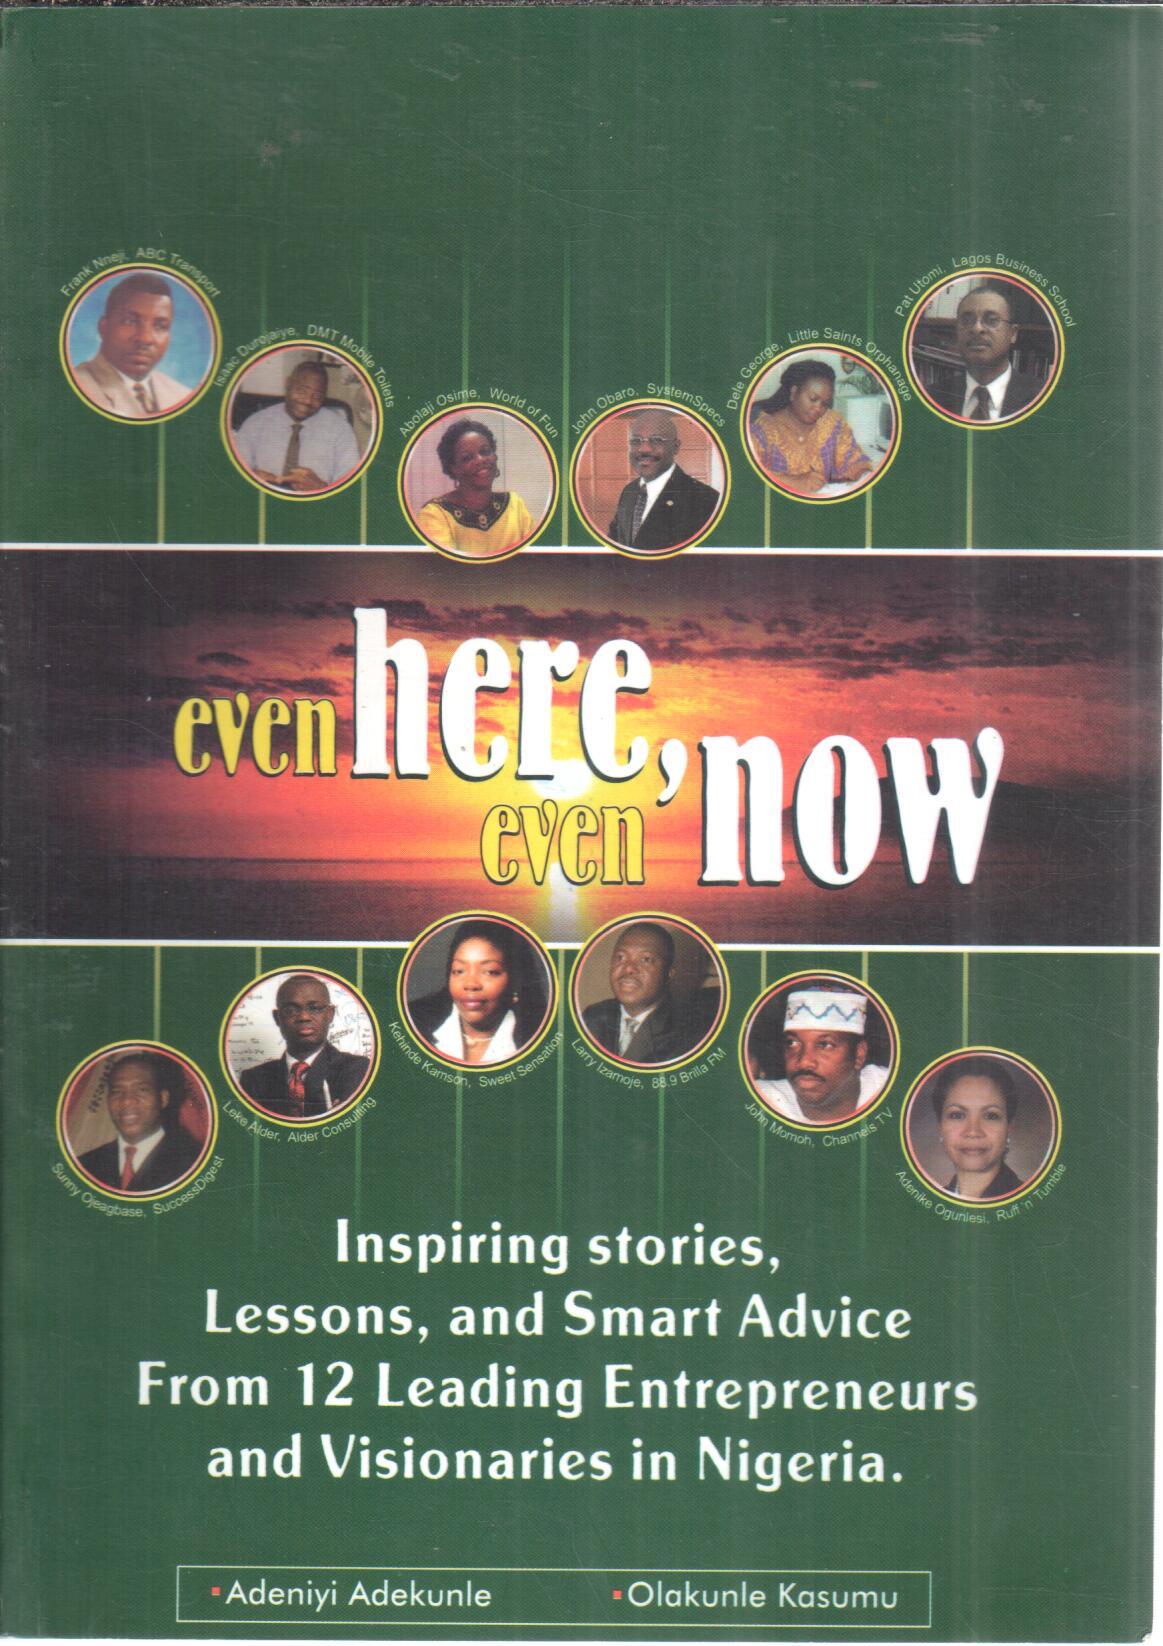 Frank Nneji, ABC Transport
Isaac Durojaiye, DMT Mobile Toilets
Abolaji Osime, World of Fun
John Obaro, SystemSpecs
Dele George, Little Saints Orphanage
Pat Utomi, Lagos Business School
even here,
even now
Sunny Ojeagbase, SuccessDigest
Leke Alder, Alder Consulting
Kehinde Kamson, Sweet Sensation
Larry Izamoje, 88.9 Brilla FM
John Momoh, Channels TV
Adenike Ogunlesi, Ruff 'n' Tumble
Inspiring stories,
Lessons, and Smart Advice
From 12 Leading Entrepreneurs
and Visionaries in Nigeria.
Adeniyi Adekunle
Olakunle Kasumu